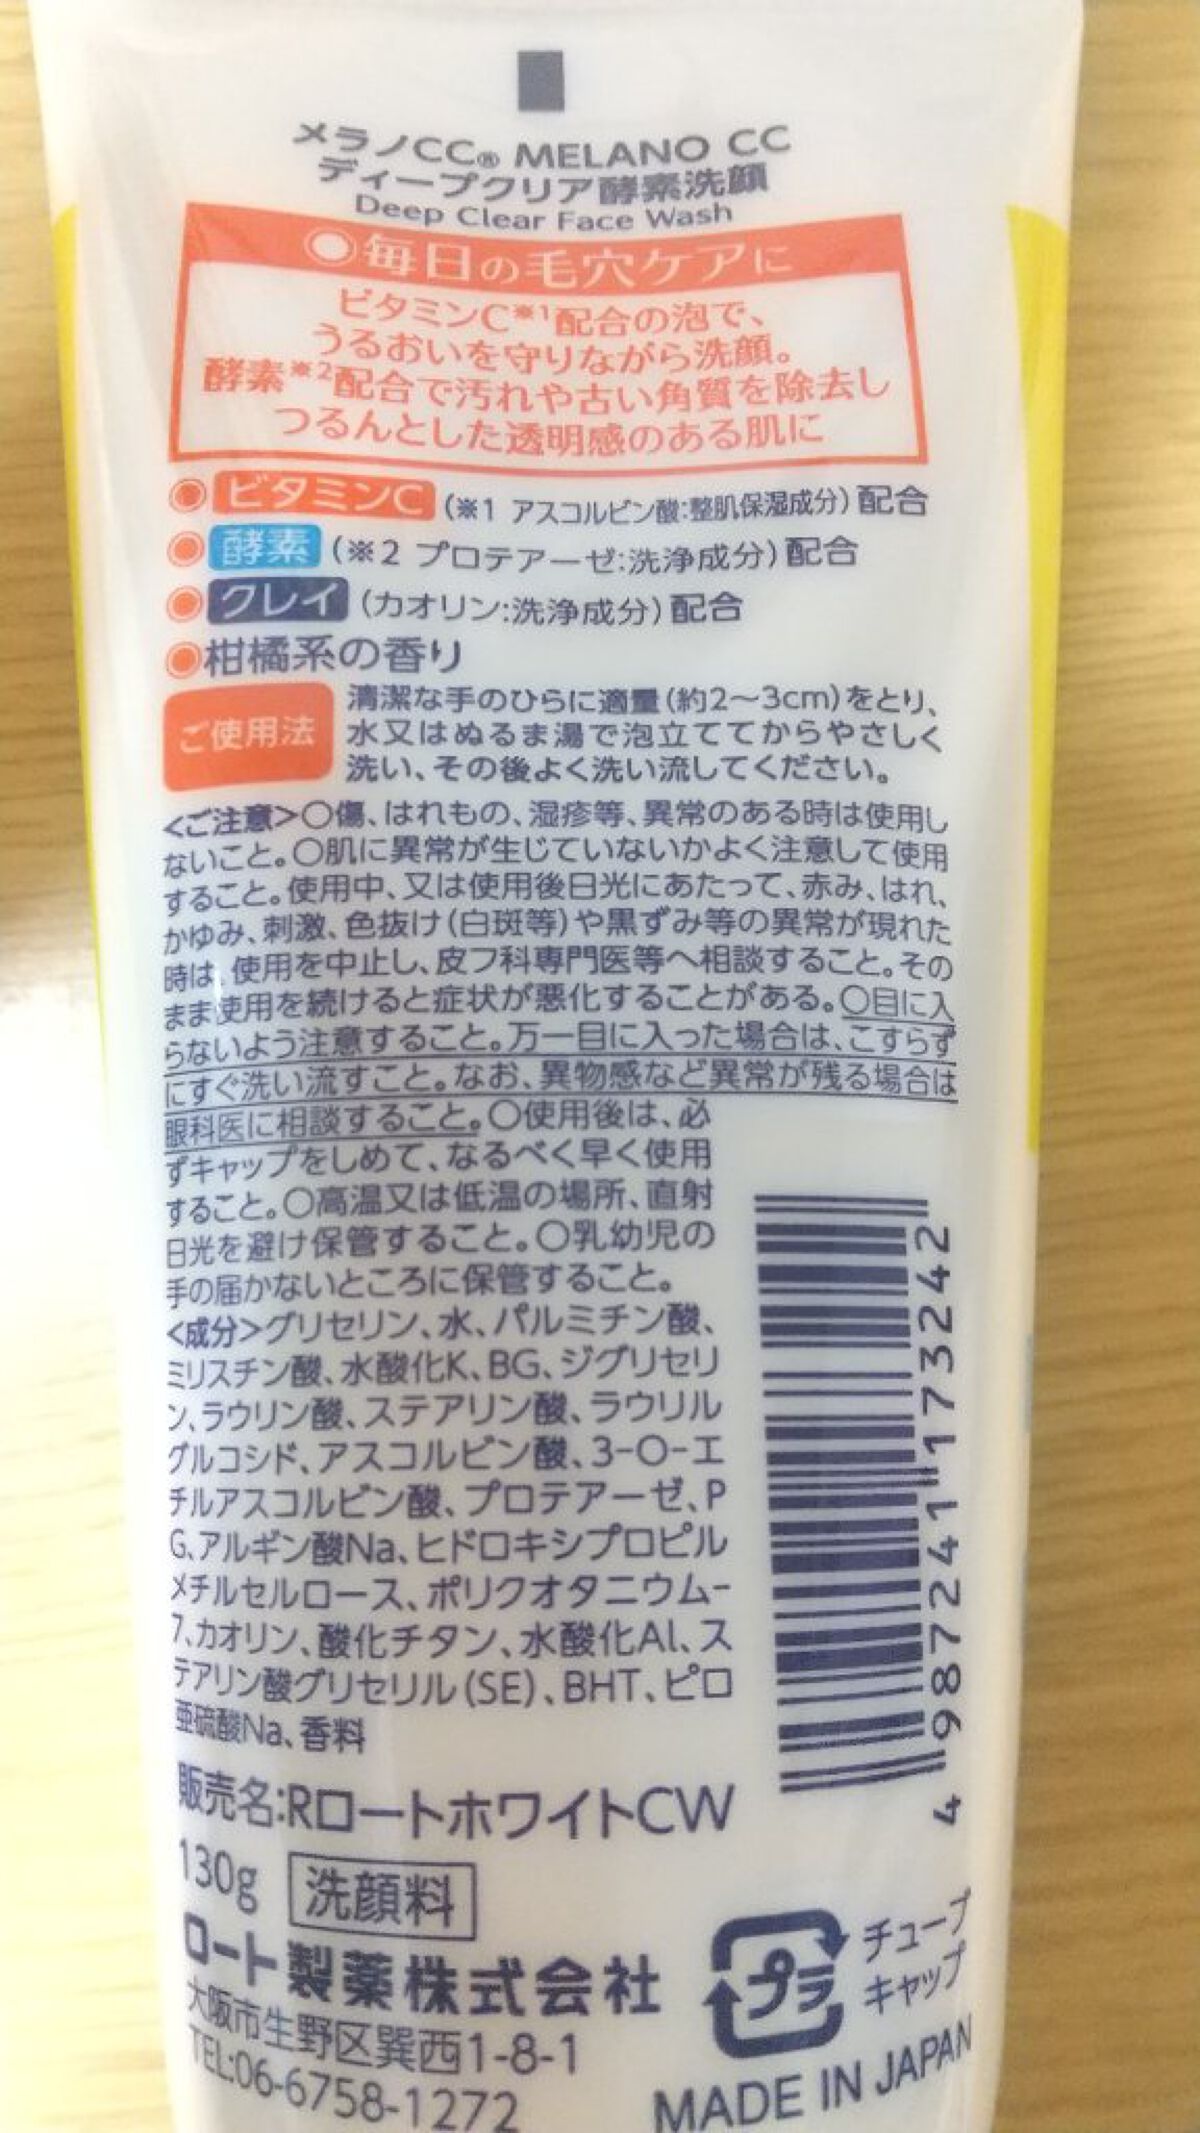 メラノCC® MELANO CC
ディープクリア酵素洗顔
Deep Clear Face Wash
◉毎日の毛穴ケアに
ビタミンC※1配合の泡で、
うるおいを守りながら洗顔。
酵素※2配合で汚れや古い角質を除去し
つるんとした透明感のある肌に
◉ビタミンC(※1 アスコルビン酸:整肌保湿成分)配合
◉酵素(※2 プロテアーゼ:洗浄成分)配合
◉クレイ(カオリン:洗浄成分)配合
◉柑橘系の香り
ご使用法
清潔な手のひらに適量(約2〜3cm)をとり、
水又はぬるま湯で泡立ててからやさしく
洗い、その後よく洗い流してください。
<ご注意>〇傷、はれもの、湿疹等、異常のある時は使用し
ないこと。〇肌に異常が生じていないかよく注意して使用
すること。使用中、又は使用後日光にあたって、赤み、はれ、
かゆみ、刺激、色抜け(白斑等)や黒ずみ等の異常が現れた
時は、使用を中止し、皮フ科専門医等へ相談すること。その
まま使用を続けると症状が悪化することがある。〇目に入
らないよう注意すること。万一目に入った場合は、こすらず
にすぐ洗い流すこと。なお、異物感など異常が残る場合は
眼科医に相談すること。〇使用後は、必
ずキャップをしめて、なるべく早く使用
すること。〇高温又は低温の場所、直射
日光を避け保管すること。〇乳幼児の
手の届かないところに保管すること。
<成分>グリセリン、水、パルミチン酸、
ミリスチン酸、水酸化K、BG、ジグリセリ
ン、ラウリン酸、ステアリン酸、ラウリル
グルコシド、アスコルビン酸、3-O-エ
チルアスコルビン酸、プロテアーゼ、P
G、アルギン酸Na、ヒドロキシプロピル
メチルセルロース、ポリクオタニウム-
7、カオリン、酸化チタン、水酸化Al、ス
テアリン酸グリセリル(SE)、BHT、ピロ
亜硫酸Na、香料
4 987241 173242
販売名:RロートホワイトCW
130g 洗顔料
ロート製薬株式会社
大阪市生野区巽西1-8-1
TEL:06-6758-1272
プラ
チューブ
キャップ
MADE IN JAPAN